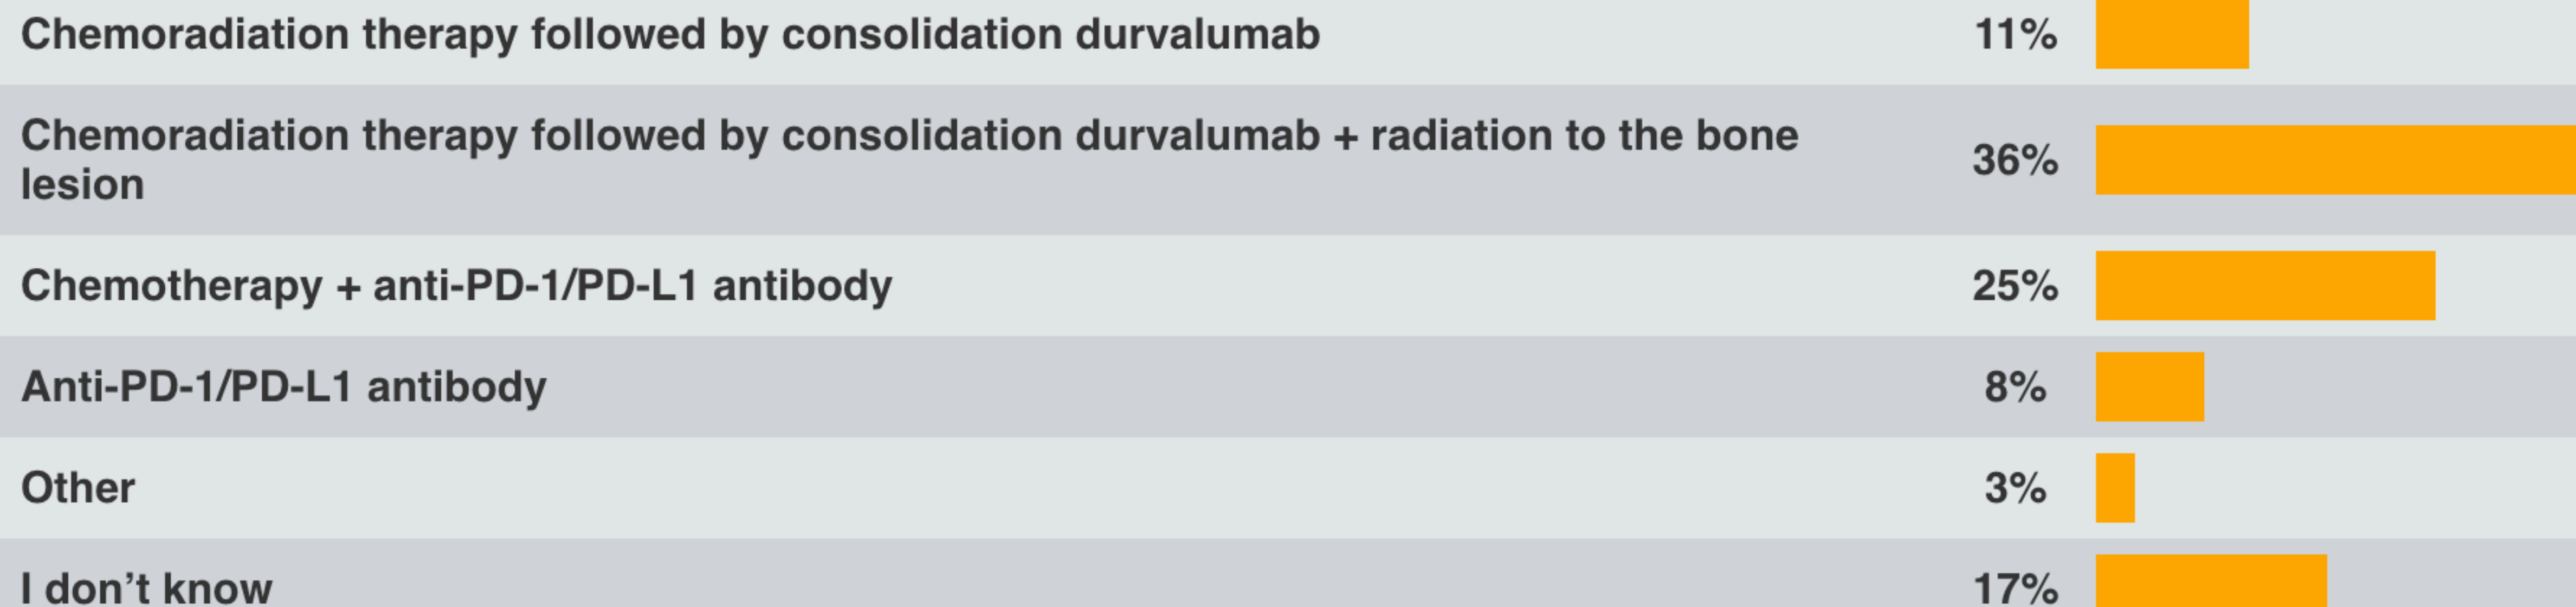 Chemoradiation therapy followed by consolidation durvalumab 11%
Chemoradiation therapy followed by consolidation durvalumab + radiation to the bone
lesion 36%
Chemotherapy + anti-PD-1/PD-L1 antibody 25%
Anti-PD-1/PD-L1 antibody 8%
Other 3%
I don’t know 17%